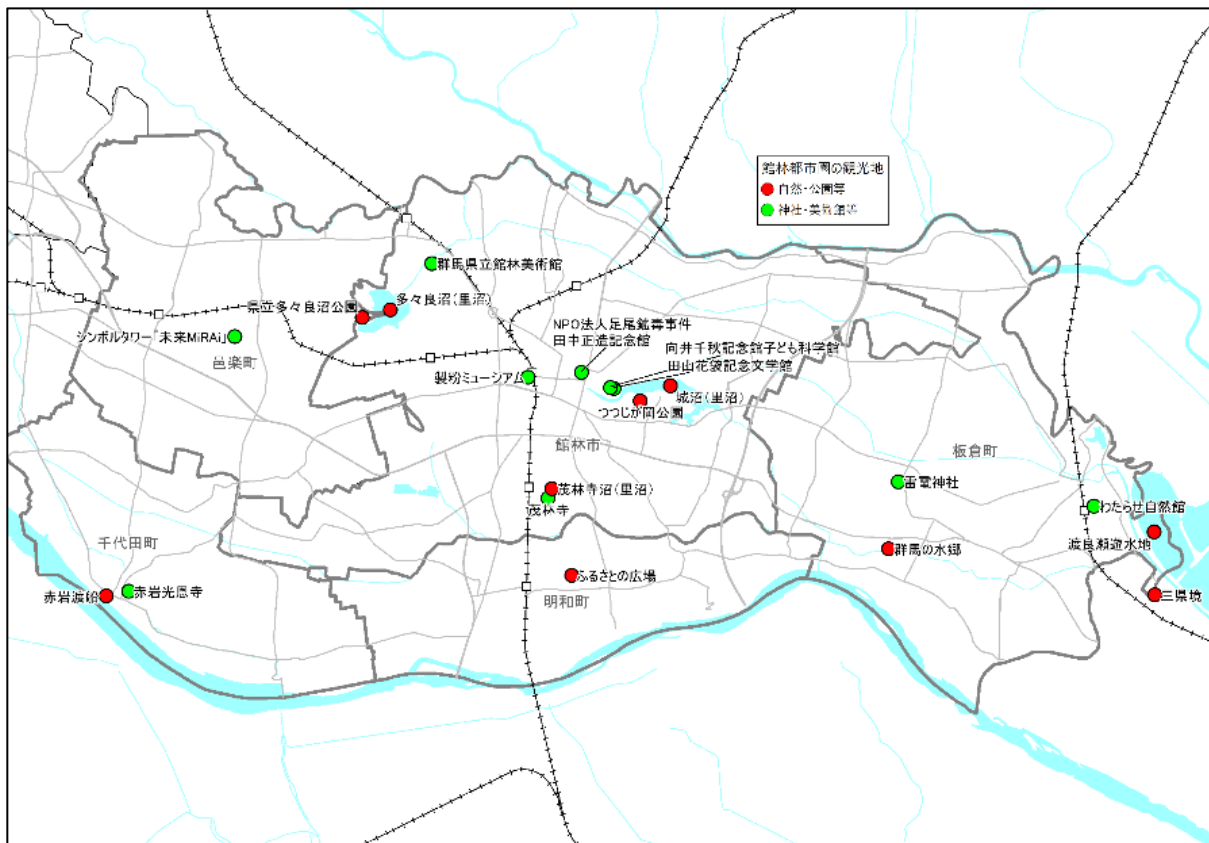 館林都市圏の観光地
自然・公園等
神社・美術館等
群馬県立館林美術館
多々良沼(里沼)
県立多々良沼公園
シンボルタワー「未来MiRAi」
邑楽町
NPO法人足尾鉱毒事件
田中正造記念館
向井千秋記念館子ども科学館
田山花袋記念文学館
製粉ミュージアム
城沼(里沼)
つつじが岡公園
館林市
板倉町
雷電神社
茂林寺沼(里沼)
茂林寺
わたらせ自然館
渡良瀬遊水地
群馬の水郷
千代田町
ふるさとの広場
赤岩渡船
赤岩光恩寺
明和町
三県境